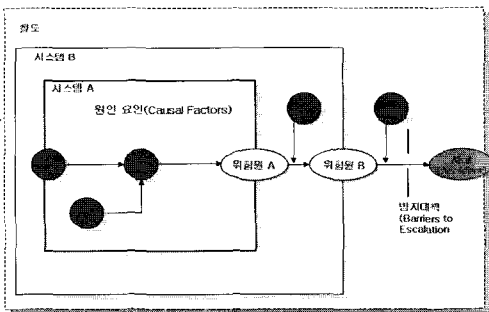 철도
시스템 B
시스템 A
원인 요인(Causal Factors)
위험원 A
위험원 B
방지대책
(Barriers to
Escalation